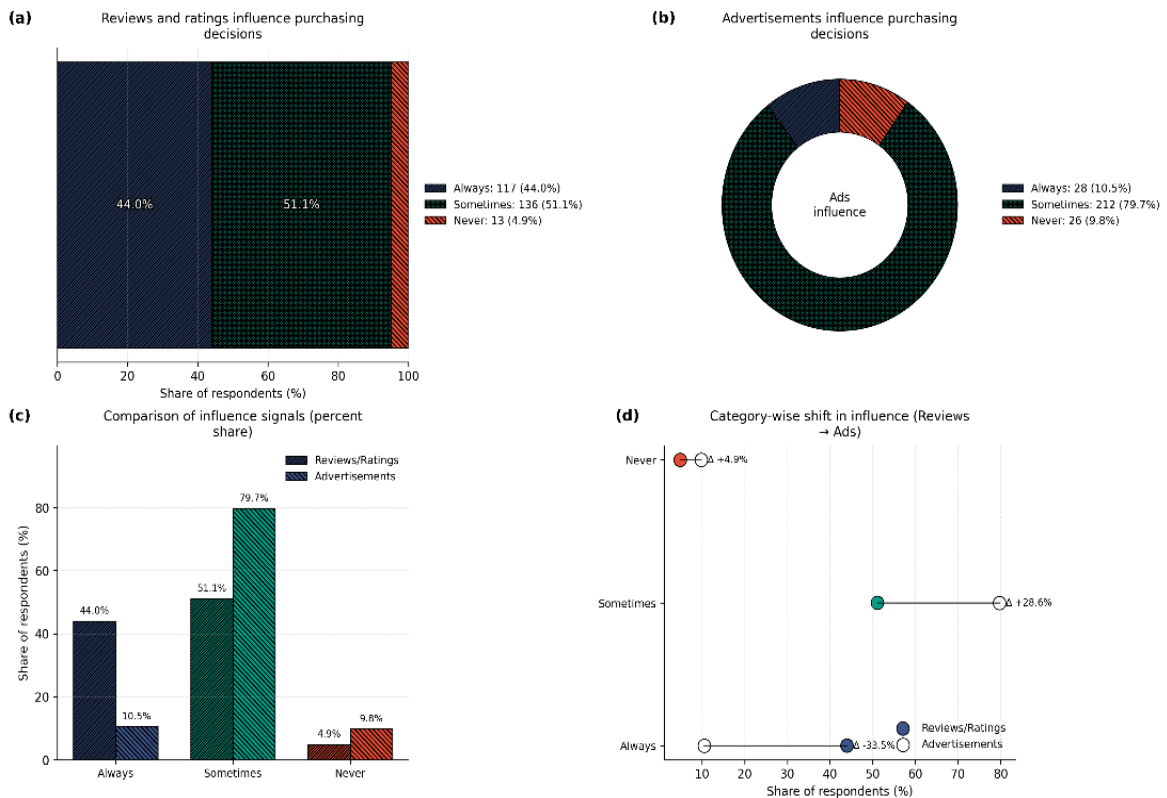 (a)
Reviews and ratings influence purchasing
decisions
44.0%
51.1%
Always: 117 (44.0%)
Sometimes: 136 (51.1%)
Never: 13 (4.9%)
0
20
40
60
80
100
Share of respondents (%)
(b)
Advertisements influence purchasing
decisions
Ads
influence
Always: 28 (10.5%)
Sometimes: 212 (79.7%)
Never: 26 (9.8%)
(c)
Comparison of influence signals (percent
share)
Reviews/Ratings
Advertisements
Share of respondents (%)
80
60
40
20
0
44.0%
10.5%
51.1%
79.7%
4.9%
9.8%
Always
Sometimes
Never
(d)
Category-wise shift in influence (Reviews
→ Ads)
Never
Δ +4.9%
Sometimes
Δ +28.6%
Always
Δ -33.5%
Reviews/Ratings
Advertisements
10
20
30
40
50
60
70
80
Share of respondents (%)